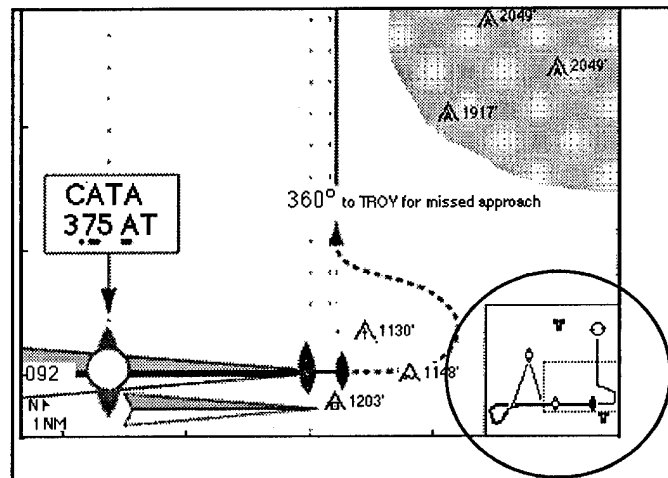 2049'
2049'
1917'
CATA
375 AT
360° to TROY for missed approach
1130'
092
1148'
1203'
1 NM